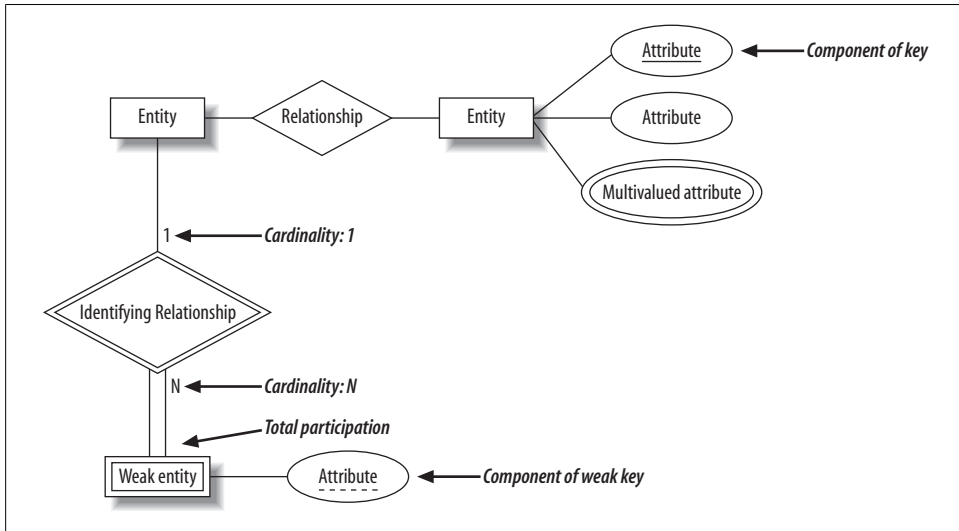 Attribute
Component of key
Entity
Relationship
Entity
Attribute
Multivalued attribute
1
Cardinality: 1
Identifying Relationship
N
Cardinality: N
Total participation
Weak entity
Attribute
Component of weak key